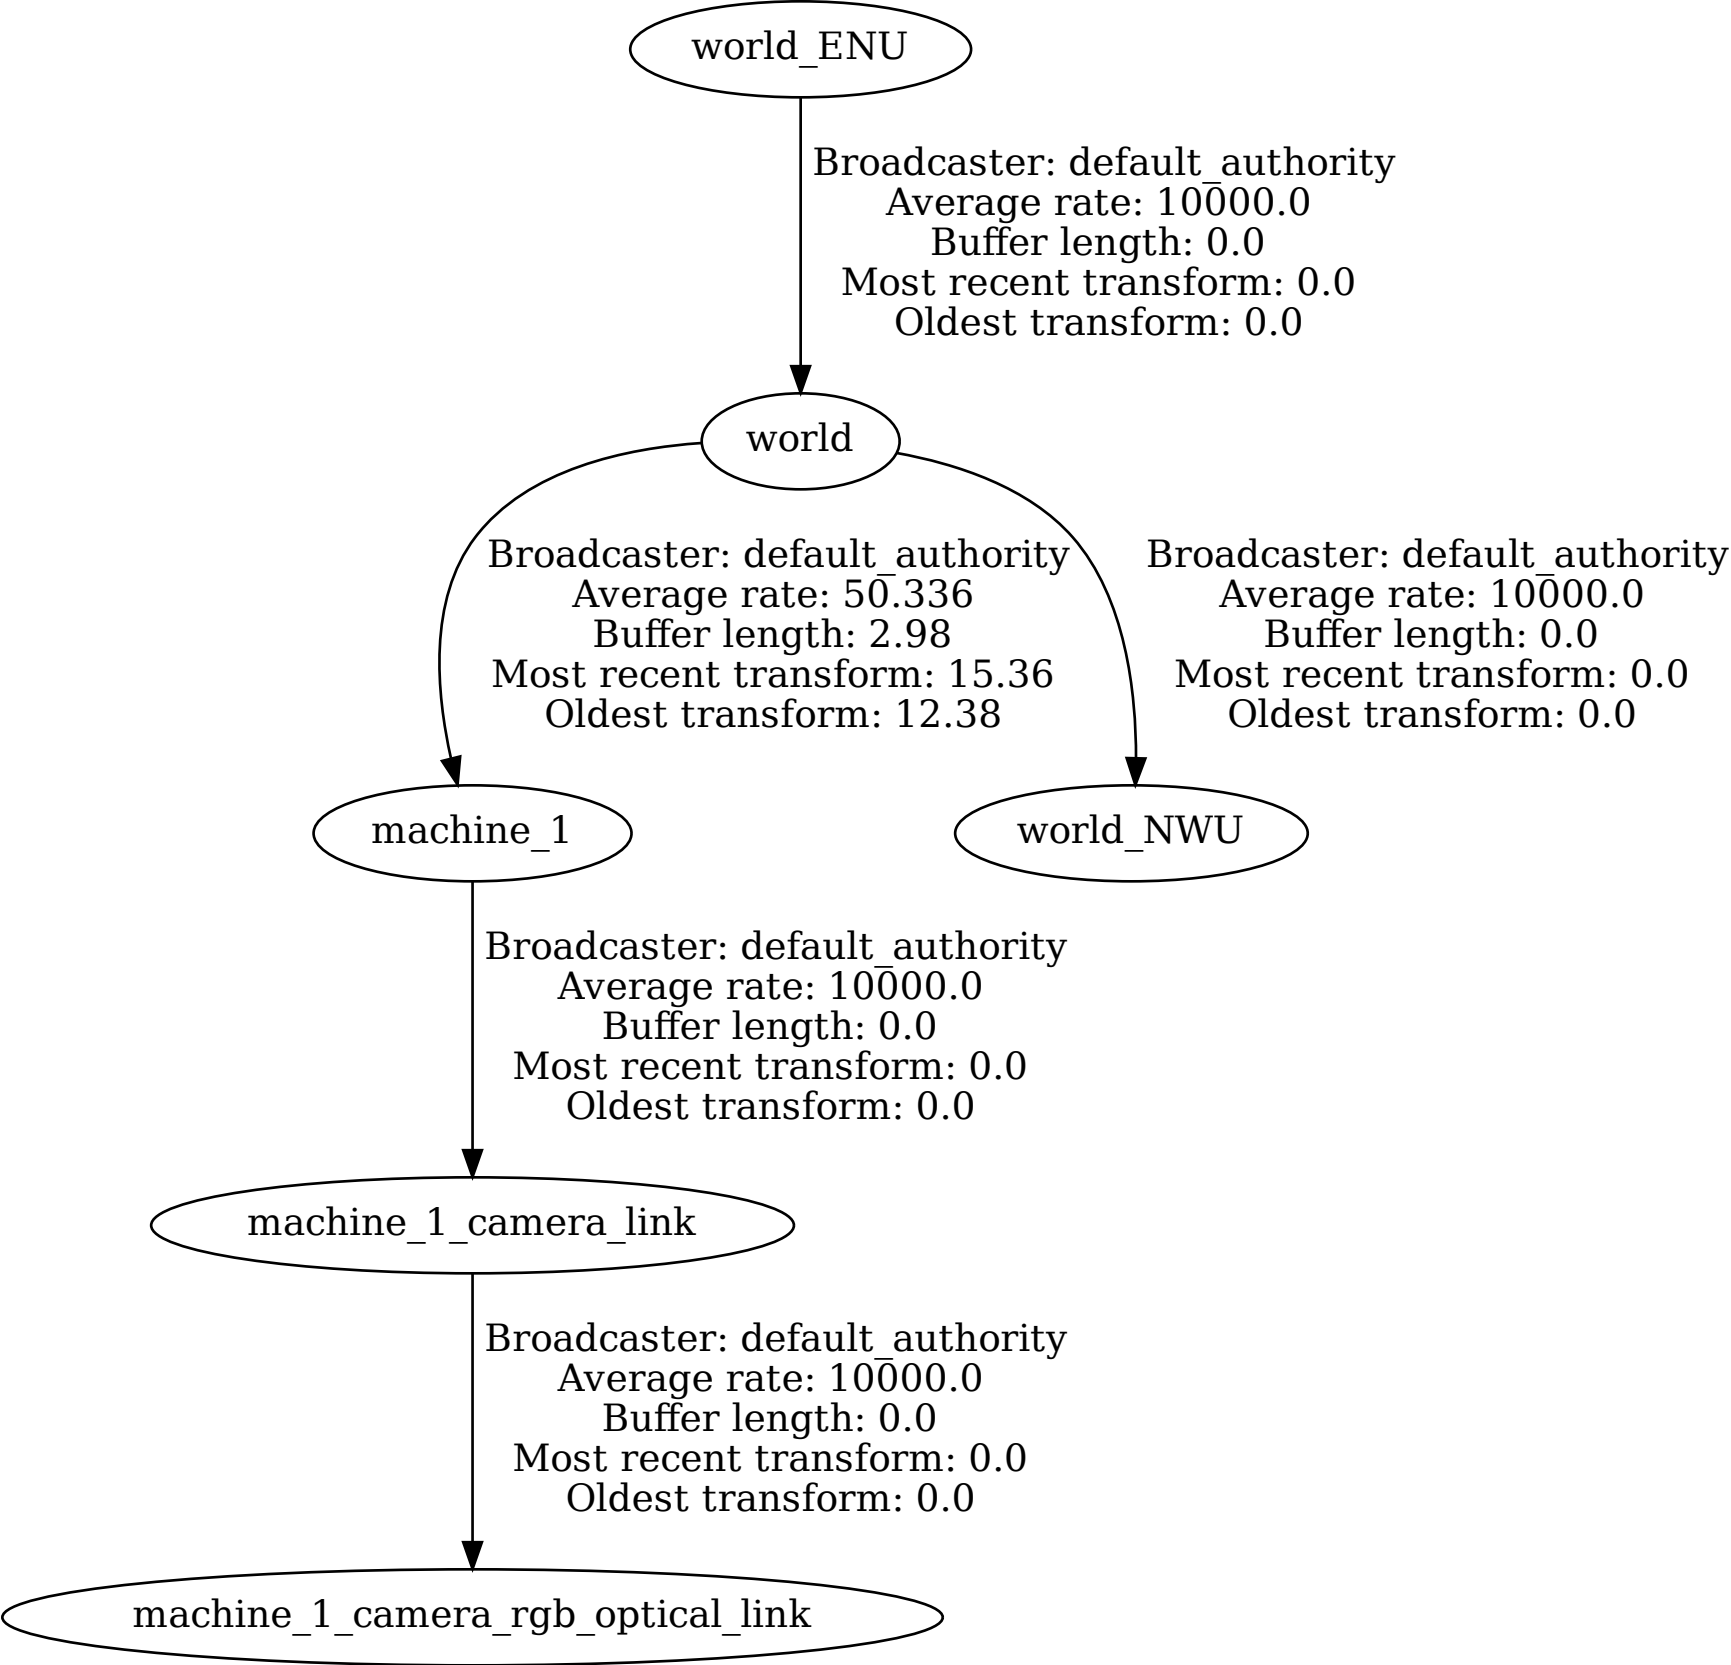 world_ENU
Broadcaster: default_authority
Average rate: 10000.0
Buffer length: 0.0
Most recent transform: 0.0
Oldest transform: 0.0
world
Broadcaster: default_authority
Average rate: 50.336
Buffer length: 2.98
Most recent transform: 15.36
Oldest transform: 12.38
Broadcaster: default_authority
Average rate: 10000.0
Buffer length: 0.0
Most recent transform: 0.0
Oldest transform: 0.0
machine_1
world_NWU
Broadcaster: default_authority
Average rate: 10000.0
Buffer length: 0.0
Most recent transform: 0.0
Oldest transform: 0.0
machine_1_camera_link
Broadcaster: default_authority
Average rate: 10000.0
Buffer length: 0.0
Most recent transform: 0.0
Oldest transform: 0.0
machine_1_camera_rgb_optical_link